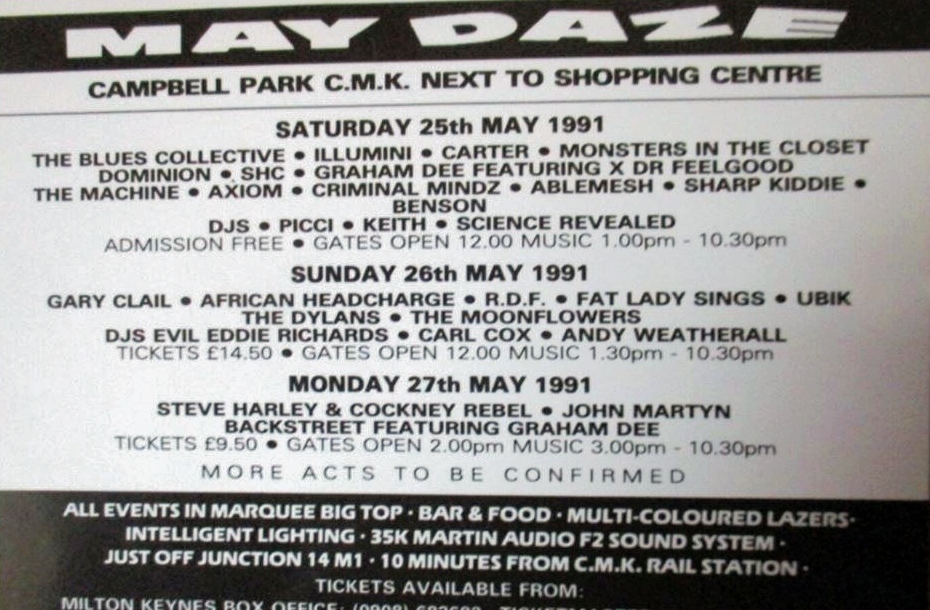 MAY DAZE
CAMPBELL PARK C.M.K. NEXT TO SHOPPING CENTRE
SATURDAY 25th MAY 1991
THE BLUES COLLECTIVE • ILLUMINI • CARTER • MONSTERS IN THE CLOSET
DOMINION • SHC • GRAHAM DEE FEATURING X DR FEELGOOD
THE MACHINE • AXIOM • CRIMINAL MINDZ • ABLEMESH • SHARP KIDDIE •
BENSON
DJS • PICCI • KEITH • SCIENCE REVEALED
ADMISSION FREE • GATES OPEN 12.00 MUSIC 1.00pm - 10.30pm
SUNDAY 26th MAY 1991
GARY CLAIL • AFRICAN HEADCHARGE • R.D.F. • FAT LADY SINGS • UBIK
THE DYLANS • THE MOONFLOWERS
DJS EVIL EDDIE RICHARDS • CARL COX • ANDY WEATHERALL
TICKETS £14.50 • GATES OPEN 12.00 MUSIC 1.30pm - 10.30pm
MONDAY 27th MAY 1991
STEVE HARLEY & COCKNEY REBEL • JOHN MARTYN
BACKSTREET FEATURING GRAHAM DEE
TICKETS £9.50 • GATES OPEN 2.00pm MUSIC 3.00pm - 10.30pm
MORE ACTS TO BE CONFIRMED
ALL EVENTS IN MARQUEE BIG TOP · BAR & FOOD · MULTI-COLOURED LAZERS·
INTELLIGENT LIGHTING · 35K MARTIN AUDIO F2 SOUND SYSTEM ·
JUST OFF JUNCTION 14 M1 · 10 MINUTES FROM C.M.K. RAIL STATION ·
TICKETS AVAILABLE FROM:
MILTON KEYNES BOX OFFICE: